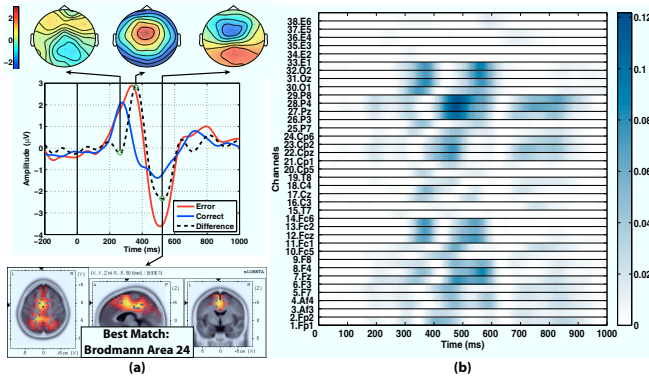 2
0
−2
3
2
1
0
−1
−2
−3
−4
Amplitude (μV)
Error
Correct
Difference
−200 0 200 400 600 800 1000
Time (ms)
Best Match:
Brodmann Area 24
(a)
Channels
38.E6
37.E5
36.E4
35.E3
34.E2
33.E1
32.O2
31.Oz
30.O1
29.P8
28.P4
27.Pz
26.P3
25.P7
24.Cp6
23.Cp2
22.Cpz
21.Cp1
20.Cp5
19.T8
18.C4
17.Cz
16.C3
15.T7
14.Fc6
13.Fc2
12.Fcz
11.Fc1
10.Fc5
9.F8
8.F4
7.Fz
6.F3
5.F7
4.Af4
3.Af3
2.Fp2
1.Fp1
0 100 200 300 400 500 600 700 800 900 1000
Time (ms)
0.12
0.1
0.08
0.06
0.04
0.02
0
(b)